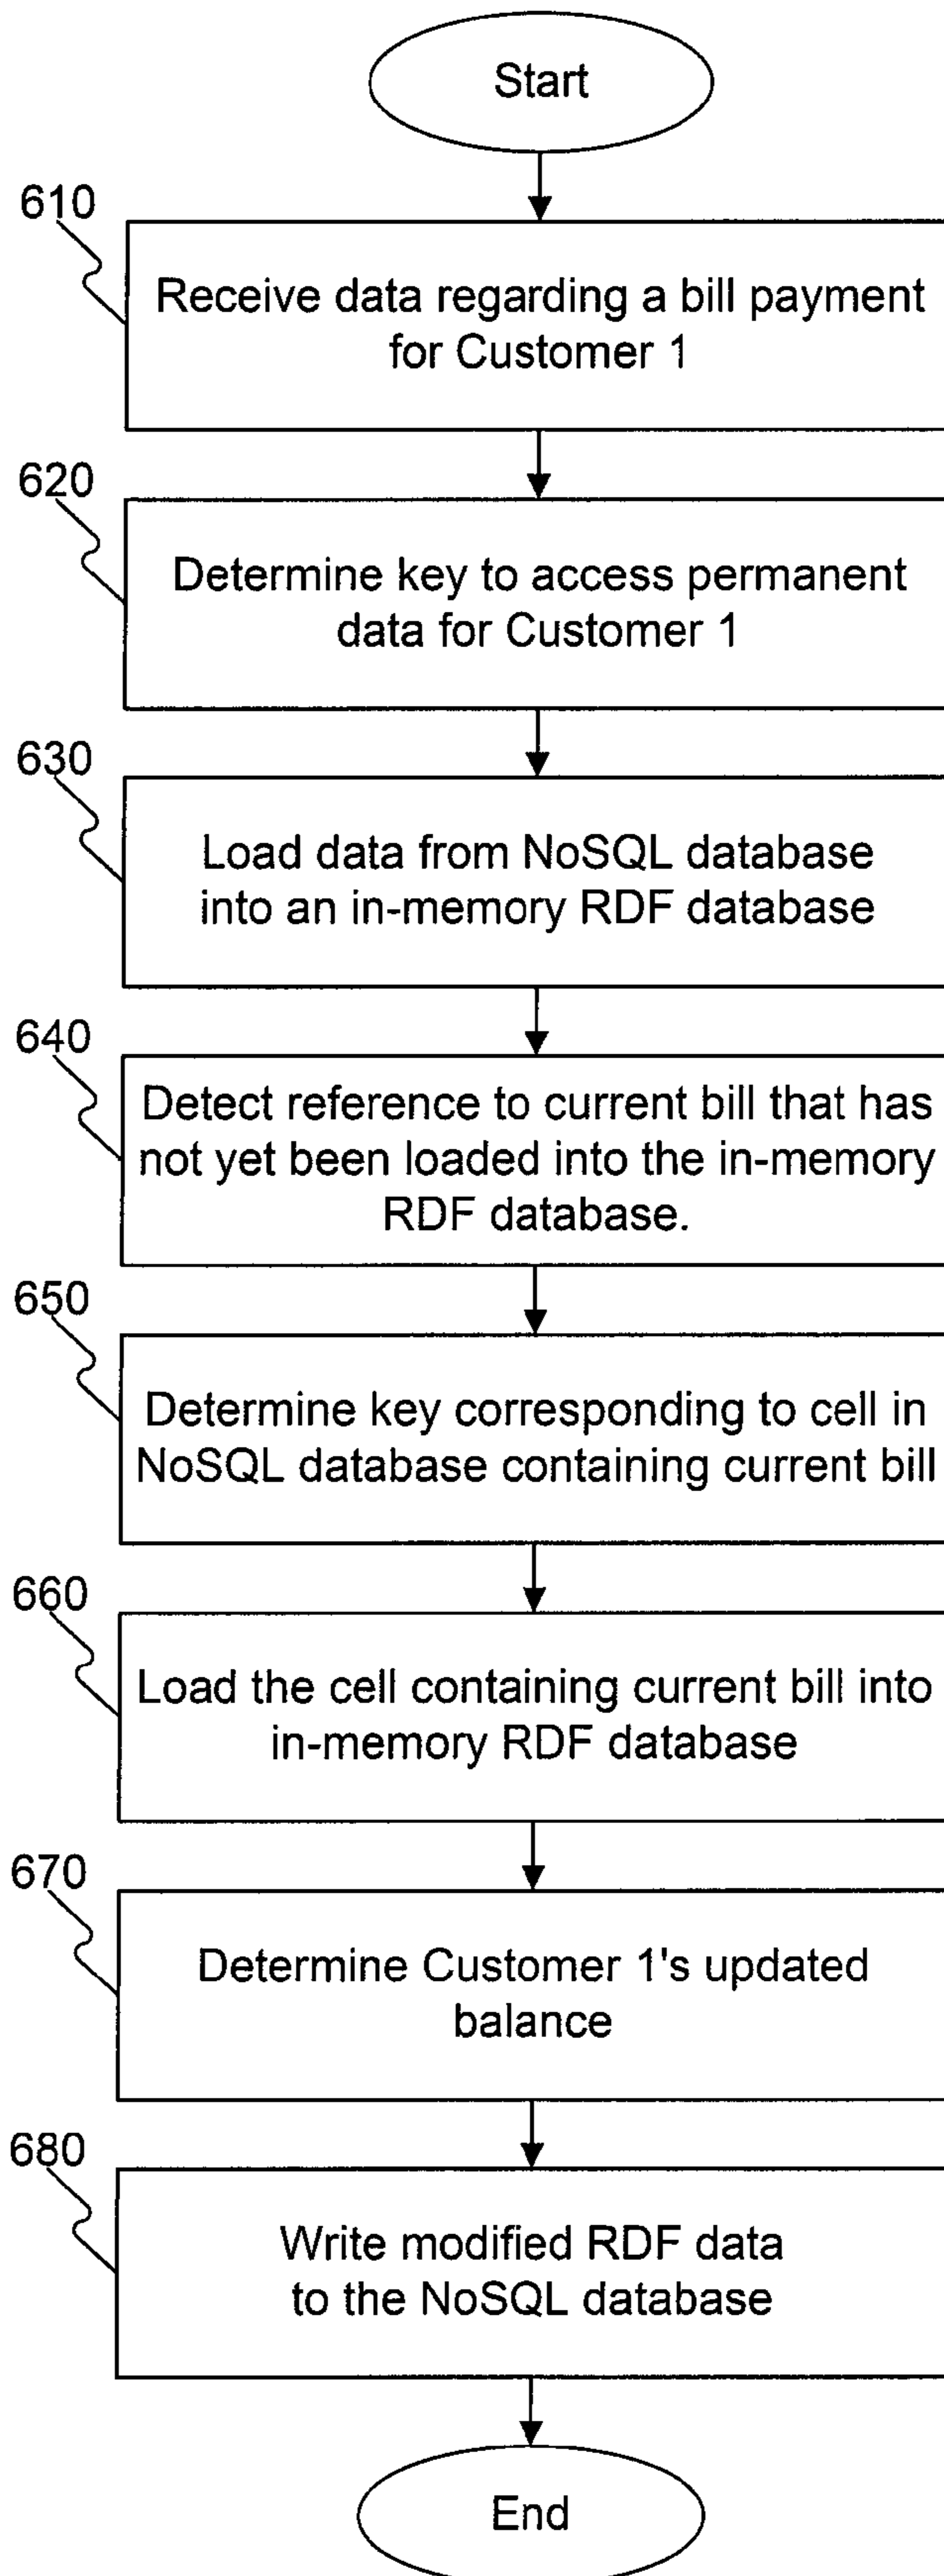 Start
610
Receive data regarding a bill payment
for Customer 1
620
Determine key to access permanent
data for Customer 1
630
Load data from NoSQL database
into an in-memory RDF database
640
Detect reference to current bill that has
not yet been loaded into the in-memory
RDF database.
650
Determine key corresponding to cell in
NoSQL database containing current bill
660
Load the cell containing current bill into
in-memory RDF database
670
Determine Customer 1's updated
balance
680
Write modified RDF data
to the NoSQL database
End